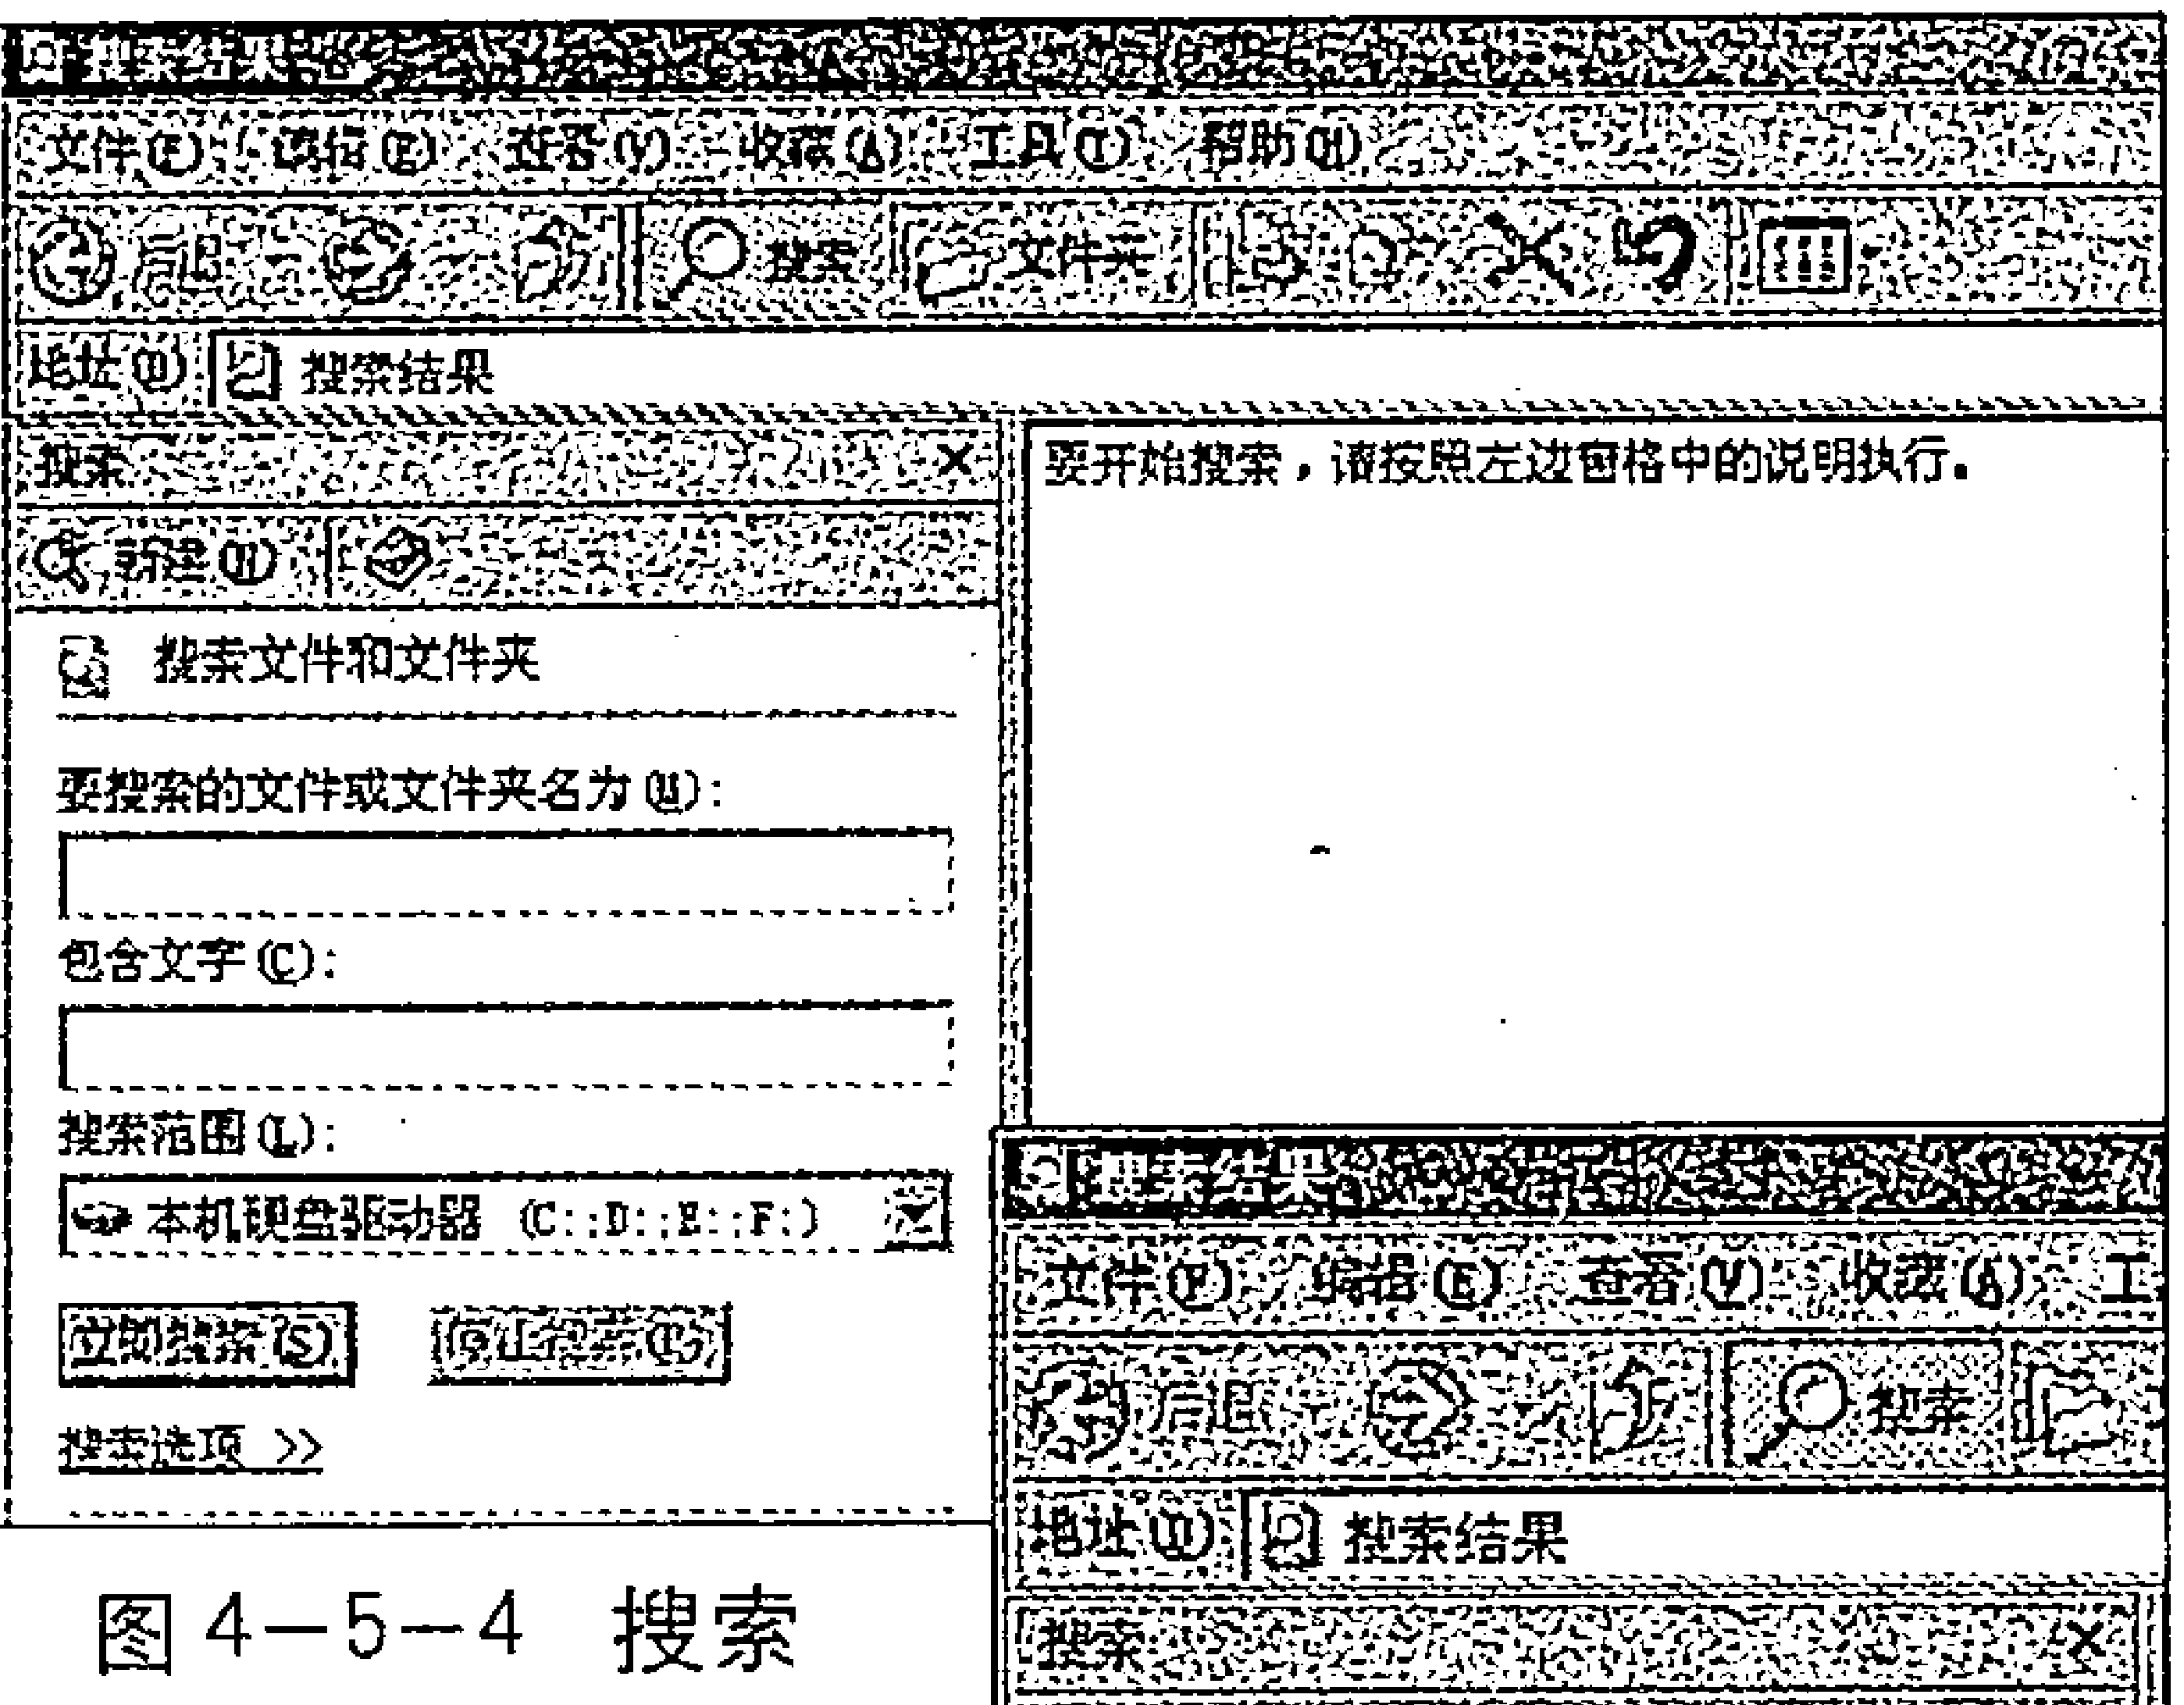 搜索结果
文件(F) 编辑(E) 查看(V) 收藏(A) 工具(T) 帮助(H)
后退 搜索 文件夹
地址(D) 搜索结果
搜索
要开始搜索，请按照左边窗格中的说明执行。
新建(N)
搜索文件和文件夹
要搜索的文件或文件夹名为(M):
包含文字(C):
搜索范围(L):
本机硬盘驱动器 (C:;D:;E:;F:)
立即搜索(S) 停止搜索(P)
搜索选项 >>
图 4-5-4 搜索
搜索结果
文件(F) 编辑(E) 查看(V) 收藏(A) 工
后退 搜索
地址(D) 搜索结果
搜索